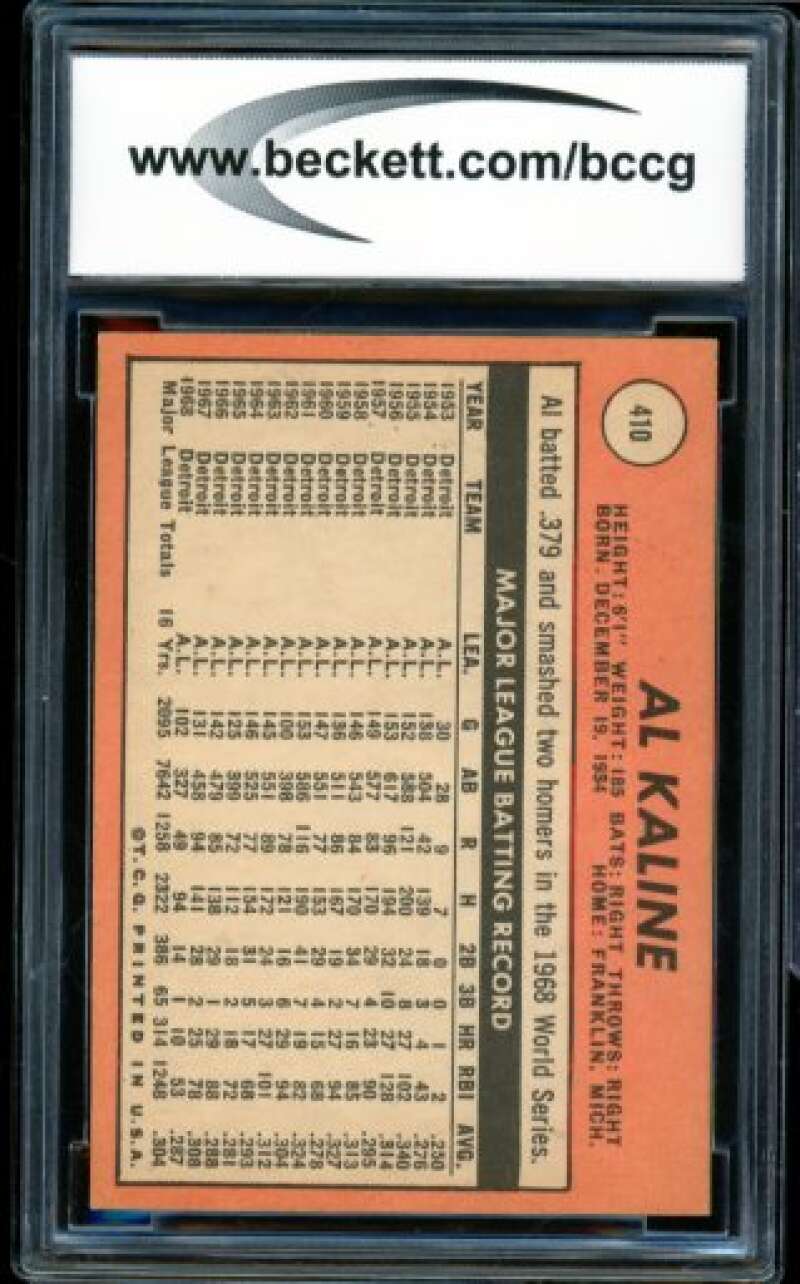 www.beckett.com/bccg
410
AL KALINE
HEIGHT: 6'1" WEIGHT: 185 BATS: RIGHT THROWS: RIGHT
BORN: DECEMBER 19, 1934 HOME: FRANKLIN, MICH.
Al batted .379 and smashed two homers in the 1968 World Series.
MAJOR LEAGUE BATTING RECORD
YEAR TEAM LEA. G AB R H 2B 3B HR RBI AVG.
1953 Detroit A.L. 30 28 9 7 0 0 1 2 .250
1954 Detroit A.L. 138 504 42 139 18 3 4 43 .276
1955 Detroit A.L. 152 588 121 200 24 8 27 102 .340
1956 Detroit A.L. 153 617 96 194 32 10 27 128 .314
1957 Detroit A.L. 149 577 83 170 29 4 23 90 .295
1958 Detroit A.L. 146 543 84 170 34 7 16 85 .313
1959 Detroit A.L. 136 511 86 167 19 2 27 94 .327
1960 Detroit A.L. 147 551 77 153 29 4 15 68 .278
1961 Detroit A.L. 153 586 116 190 41 7 19 82 .324
1962 Detroit A.L. 100 398 78 121 16 6 29 94 .304
1963 Detroit A.L. 145 551 89 172 24 3 27 101 .312
1964 Detroit A.L. 146 525 77 154 31 5 17 68 .293
1965 Detroit A.L. 125 399 72 112 18 2 18 72 .281
1966 Detroit A.L. 142 479 85 138 29 1 29 88 .288
1967 Detroit A.L. 131 458 94 141 28 2 25 78 .308
1968 Detroit A.L. 102 327 49 94 14 1 10 53 .287
Major League Totals 16 Yrs. 2095 7642 1258 2322 386 65 314 1248 .304
©T.C.G. PRINTED IN U.S.A.